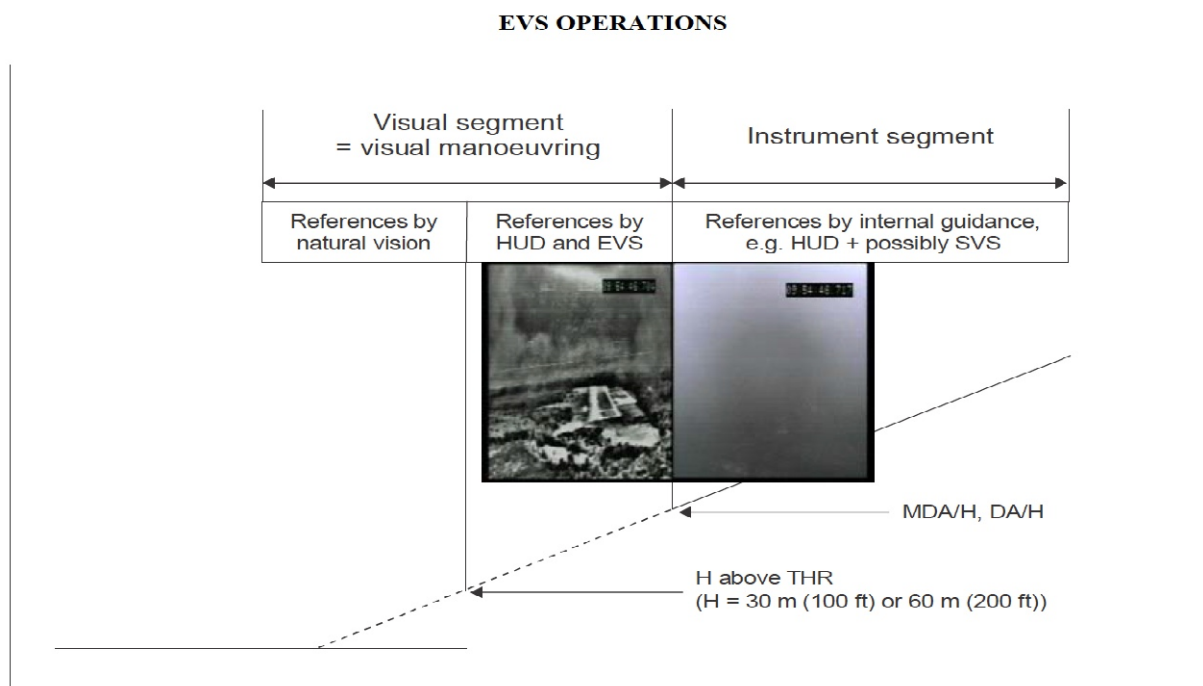 EVS OPERATIONS
Visual segment
= visual manoeuvring
Instrument segment
References by
natural vision
References by
HUD and EVS
References by internal guidance,
e.g. HUD + possibly SVS
MDA/H, DA/H
H above THR
(H = 30 m (100 ft) or 60 m (200 ft))